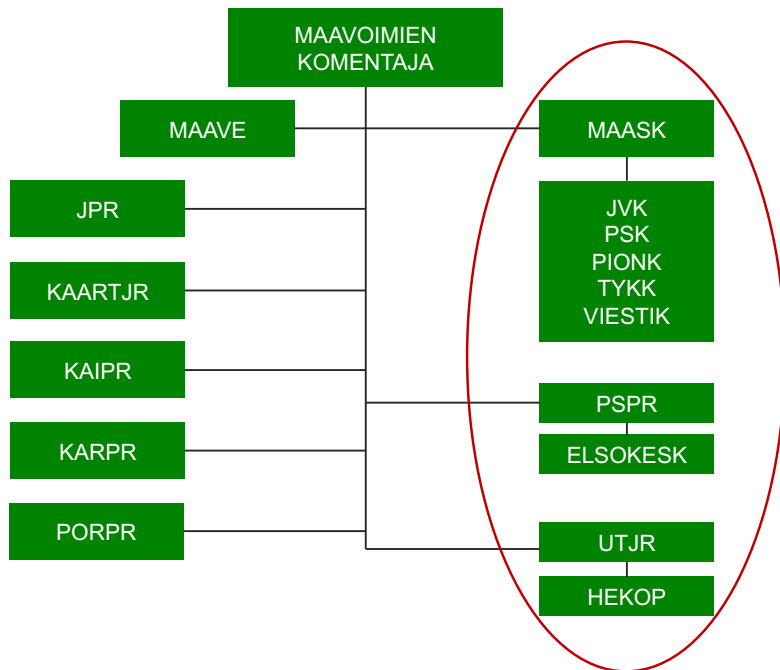 MAAVOIMIEN
KOMENTAJA
MAAVE
MAASK
JPR
JVK
PSK
PIONK
TYKK
VIESTIK
KAARTJR
KAIPR
PSPR
KARPR
ELSOKESK
PORPR
UTJR
HEKOP